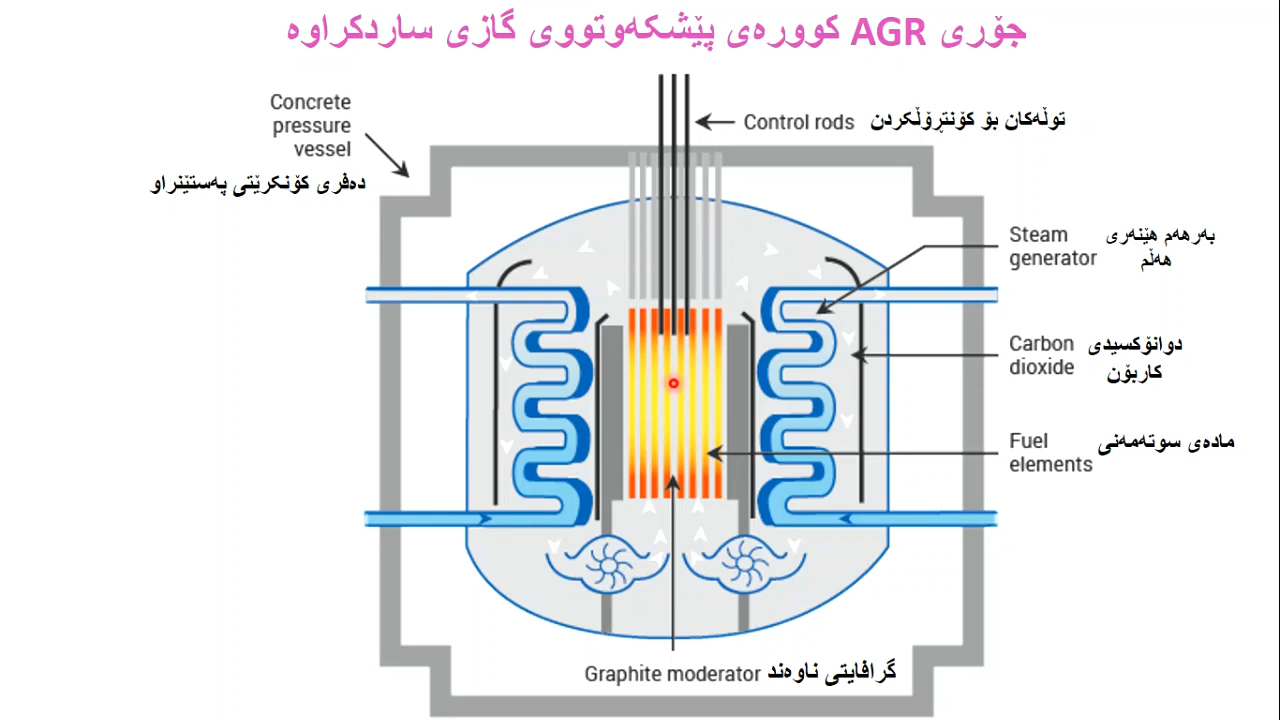 جۆری AGR کوورەی پێشکەوتووی گازی ساردکراوە
Concrete
pressure
vessel
دەفری کۆنکرێتی پەستێنراو
Control rods توڵەکان بۆ کۆنتڕۆڵکردن
Steam
generator
بەرهەم هێنەری
هەڵم
Carbon
dioxide
دوانۆکسیدی
کاربۆن
Fuel
elements
مادەی سوتەمەنی
Graphite moderator گرافایتی ناوەند